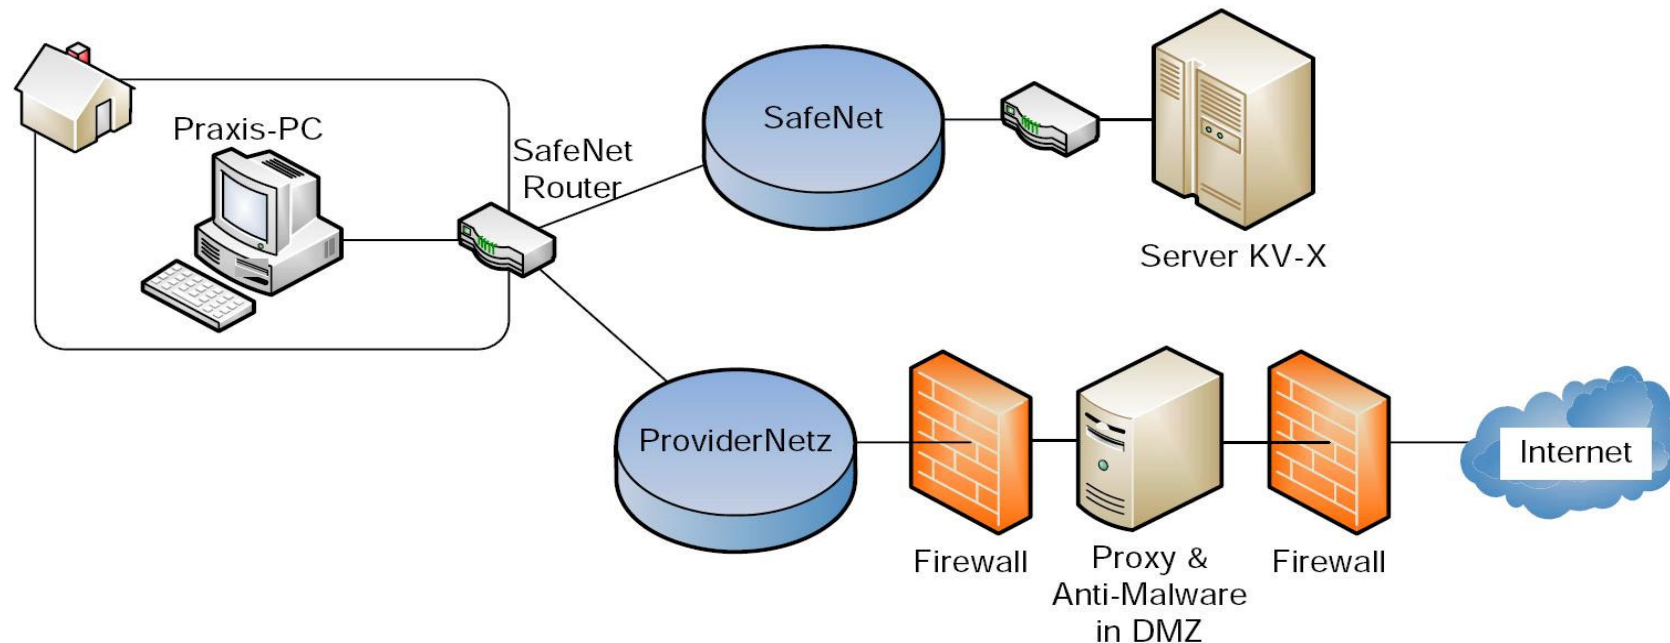 Praxis-PC
SafeNet
Router
SafeNet
Server KV-X
ProviderNetz
Firewall
Proxy &
Anti-Malware
in DMZ
Firewall
Internet